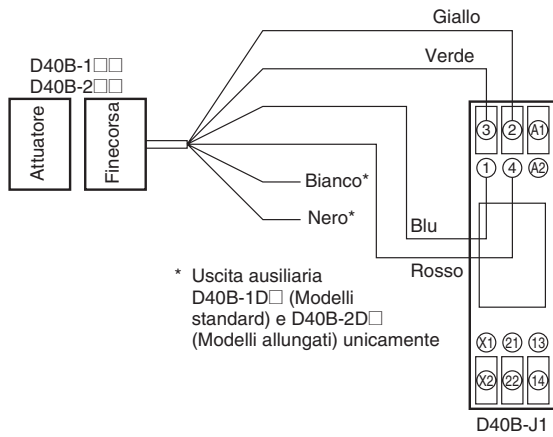 Giallo
D40B-1□□
D40B-2□□
Verde
Attuatore
Finecorsa
3 2 A1
1 4 A2
Bianco*
Nero*
Blu
Rosso
* Uscita ausiliaria
D40B-1D□ (Modelli
standard) e D40B-2D□
(Modelli allungati) unicamente
X1 21 13
X2 22 14
D40B-J1